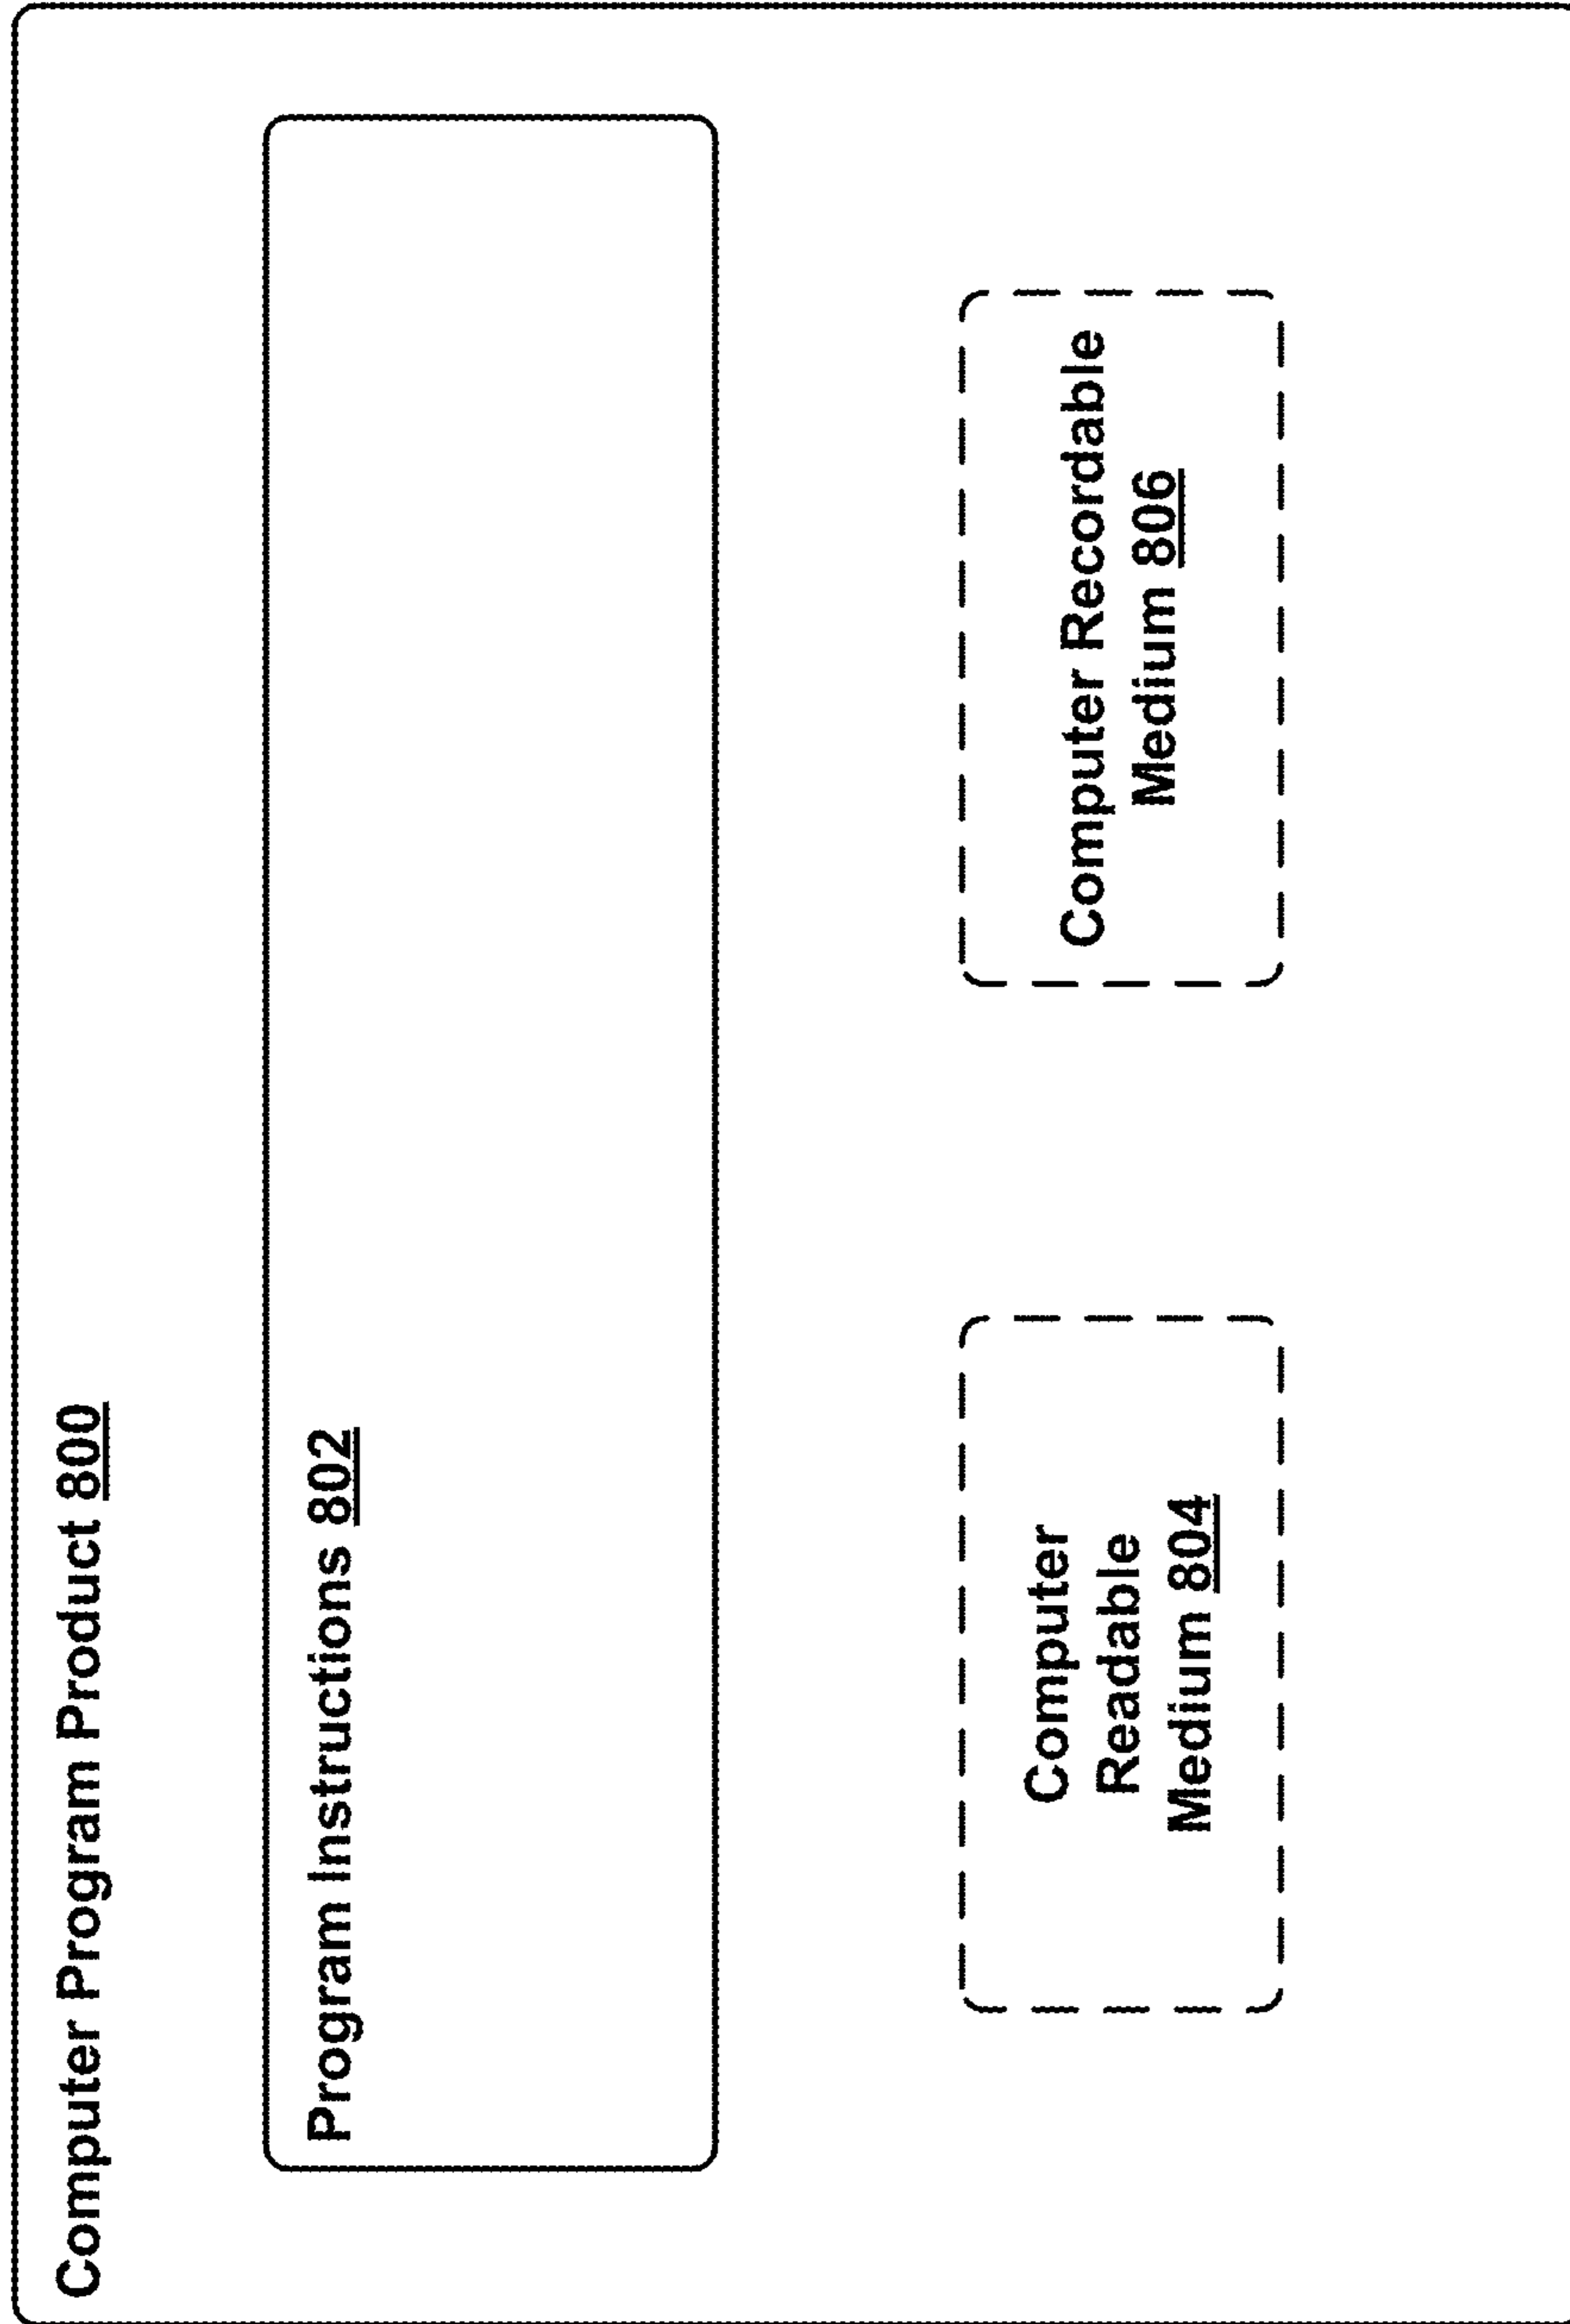 Computer Program Product 800
Program Instructions 802
Computer
Readable
Medium 804
Computer Recordable
Medium 806